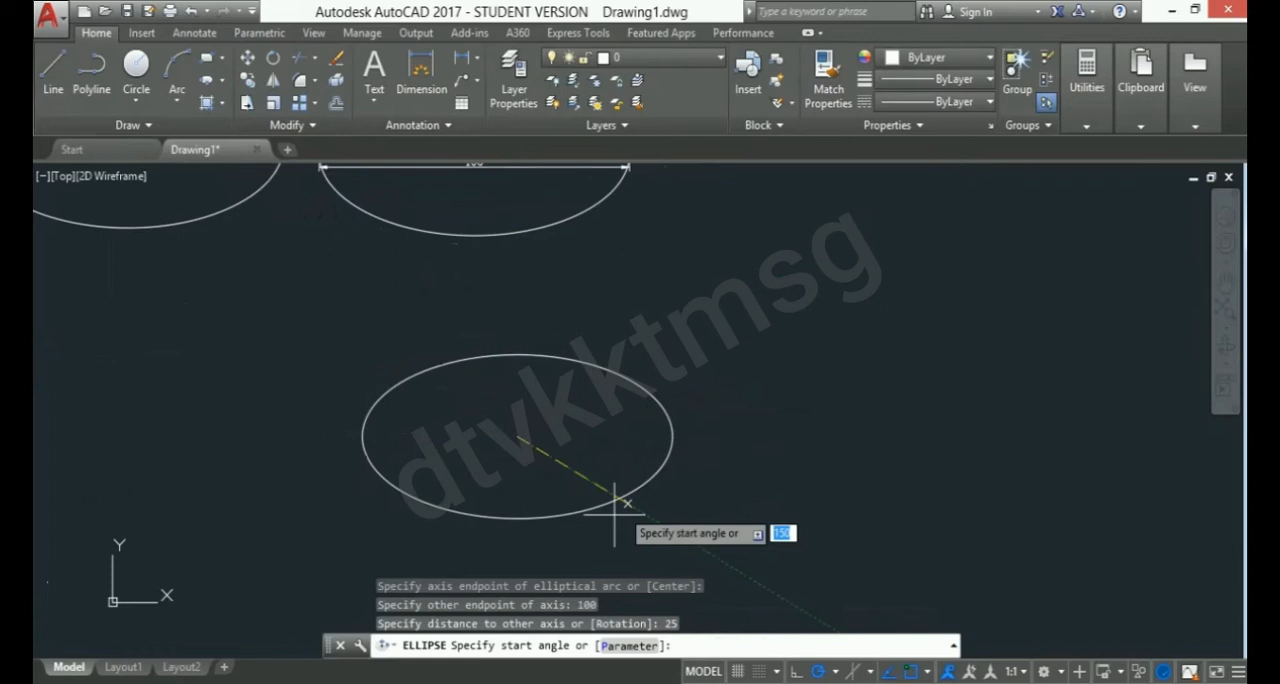 Autodesk AutoCAD 2017 - STUDENT VERSION Drawing1.dwg
Type a keyword or phrase
Sign In
Home Insert Annotate Parametric View Manage Output Add-ins A360 Express Tools Featured Apps Performance
Line Polyline Circle Arc
Text Dimension
Layer Properties
0
Insert
Match Properties
ByLayer
ByLayer
ByLayer
Group
Utilities
Clipboard
View
Draw Modify Annotation Layers Block Properties Groups
Start Drawing1*
[−][Top][2D Wireframe]
dtvkktmsg
Specify start angle or 150
Y
X
Specify axis endpoint of elliptical arc or [Center]:
Specify other endpoint of axis: 100
Specify distance to other axis or [Rotation]: 25
ELLIPSE Specify start angle or [Parameter]:
Model Layout1 Layout2
MODEL
1:1